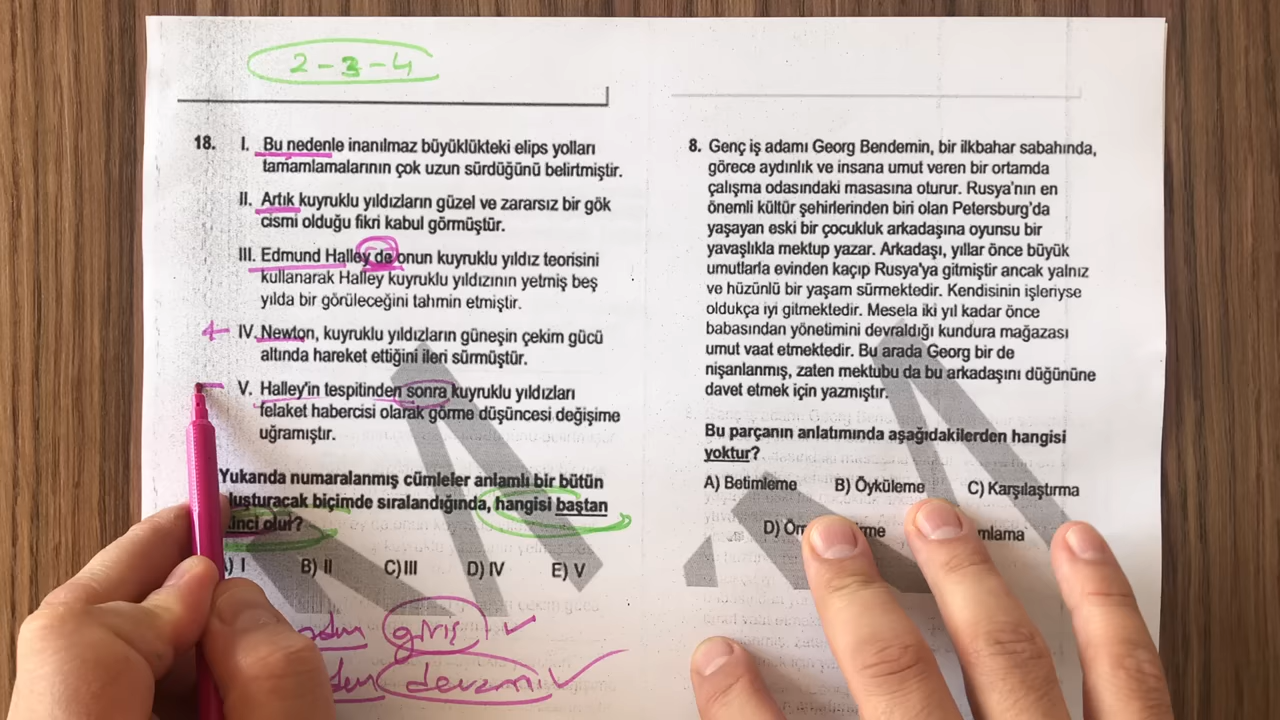 2-3-4
18. I. Bu nedenle inanılmaz büyüklükteki elips yolları
tamamlamalarının çok uzun sürdüğünü belirtmiştir.
II. Artık kuyruklu yıldızların güzel ve zararsız bir gök
cismi olduğu fikri kabul görmüştür.
III. Edmund Halley de onun kuyruklu yıldız teorisini
kullanarak Halley kuyruklu yıldızının yetmiş beş
yılda bir görüleceğini tahmin etmiştir.
IV. Newton, kuyruklu yıldızların güneşin çekim gücü
altında hareket ettiğini ileri sürmüştür.
V. Halley'in tespitinden sonra kuyruklu yıldızları
felaket habercisi olarak görme düşüncesi değişime
uğramıştır.
Yukarıda numaralanmış cümleler anlamlı bir bütün
luşturacak biçimde sıralandığında, hangisi baştan
inci olur?
) I B) II C) III D) IV E) V
giriş
devamı
8. Genç iş adamı Georg Bendemin, bir ilkbahar sabahında,
görece aydınlık ve insana umut veren bir ortamda
çalışma odasındaki masasına oturur. Rusya'nın en
önemli kültür şehirlerinden biri olan Petersburg'da
yaşayan eski bir çocukluk arkadaşına oyunsu bir
yavaşlıkla mektup yazar. Arkadaşı, yıllar önce büyük
umutlarla evinden kaçıp Rusya'ya gitmiştir ancak yalnız
ve hüzünlü bir yaşam sürmektedir. Kendisinin işleriyse
oldukça iyi gitmektedir. Mesela iki yıl kadar önce
babasından yönetimini devraldığı kundura mağazası
umut vaat etmektedir. Bu arada Georg bir de
nişanlanmış, zaten mektubu da bu arkadaşını düğününe
davet etmek için yazmıştır.
Bu parçanın anlatımında aşağıdakilerden hangisi
yoktur?
A) Betimleme B) Öyküleme C) Karşılaştırma
D) Ör rme mlama